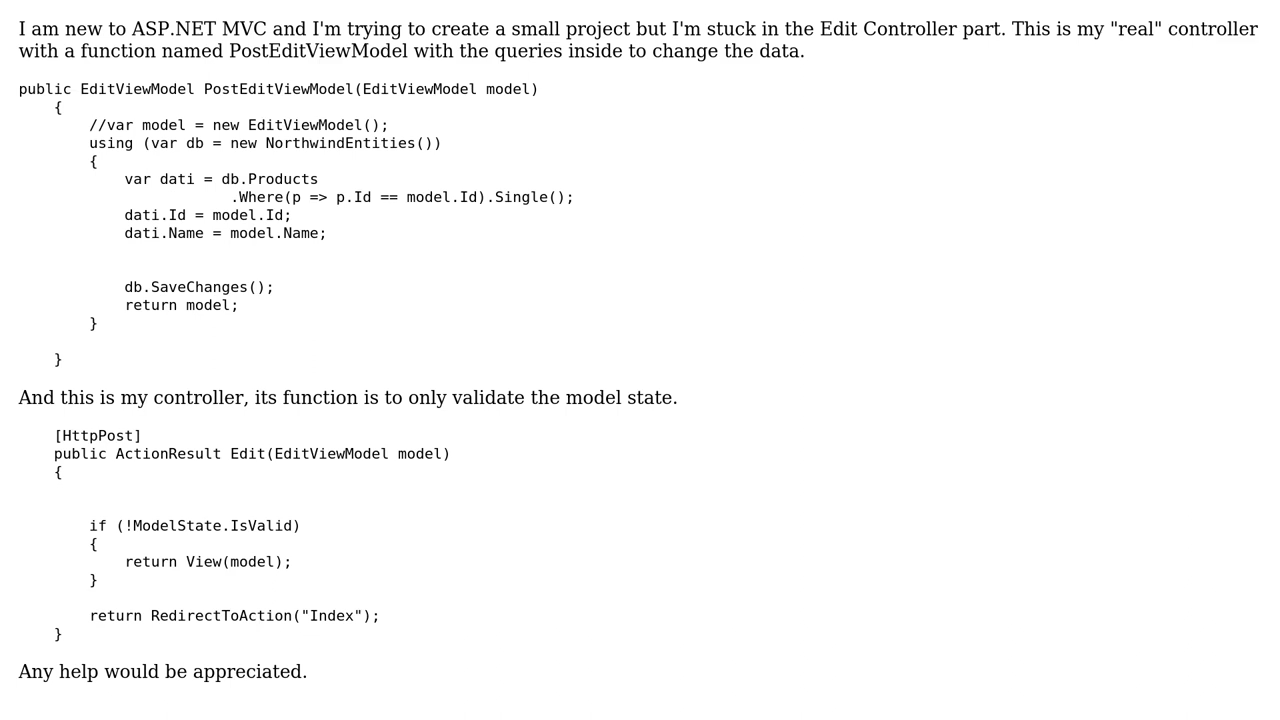 I am new to ASP.NET MVC and I'm trying to create a small project but I'm stuck in the Edit Controller part. This is my "real" controller
with a function named PostEditViewModel with the queries inside to change the data.
public EditViewModel PostEditViewModel(EditViewModel model)
    {
        //var model = new EditViewModel();
        using (var db = new NorthwindEntities())
        {
            var dati = db.Products
                        .Where(p => p.Id == model.Id).Single();
            dati.Id = model.Id;
            dati.Name = model.Name;
            db.SaveChanges();
            return model;
        }
    }
And this is my controller, its function is to only validate the model state.
    [HttpPost]
    public ActionResult Edit(EditViewModel model)
    {
        if (!ModelState.IsValid)
        {
            return View(model);
        }
        return RedirectToAction("Index");
    }
Any help would be appreciated.